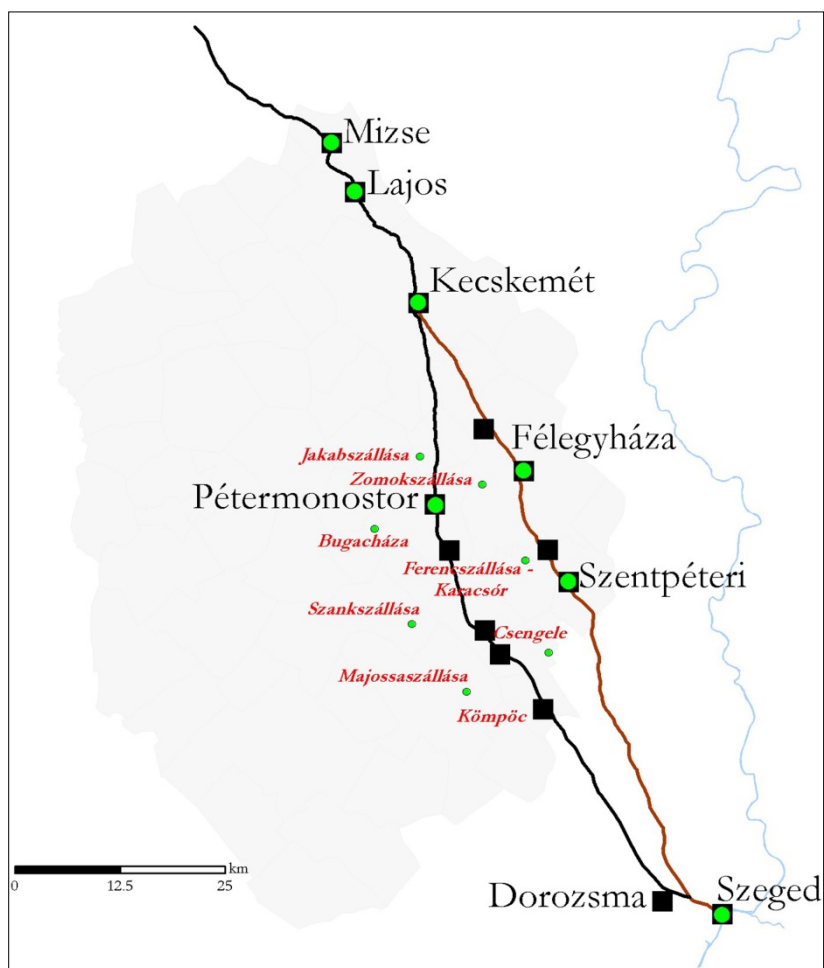 Mizse
Lajos
Kecskemét
Félegyháza
Jakabszállása
Zomokszállása
Pétermonostor
Bugacháza
Ferencszállása -
Karacsór
Szentpéteri
Szankszállása
Csengele
Majossaszállása
Kömpöc
km
0 12.5 25
Dorozsma
Szeged